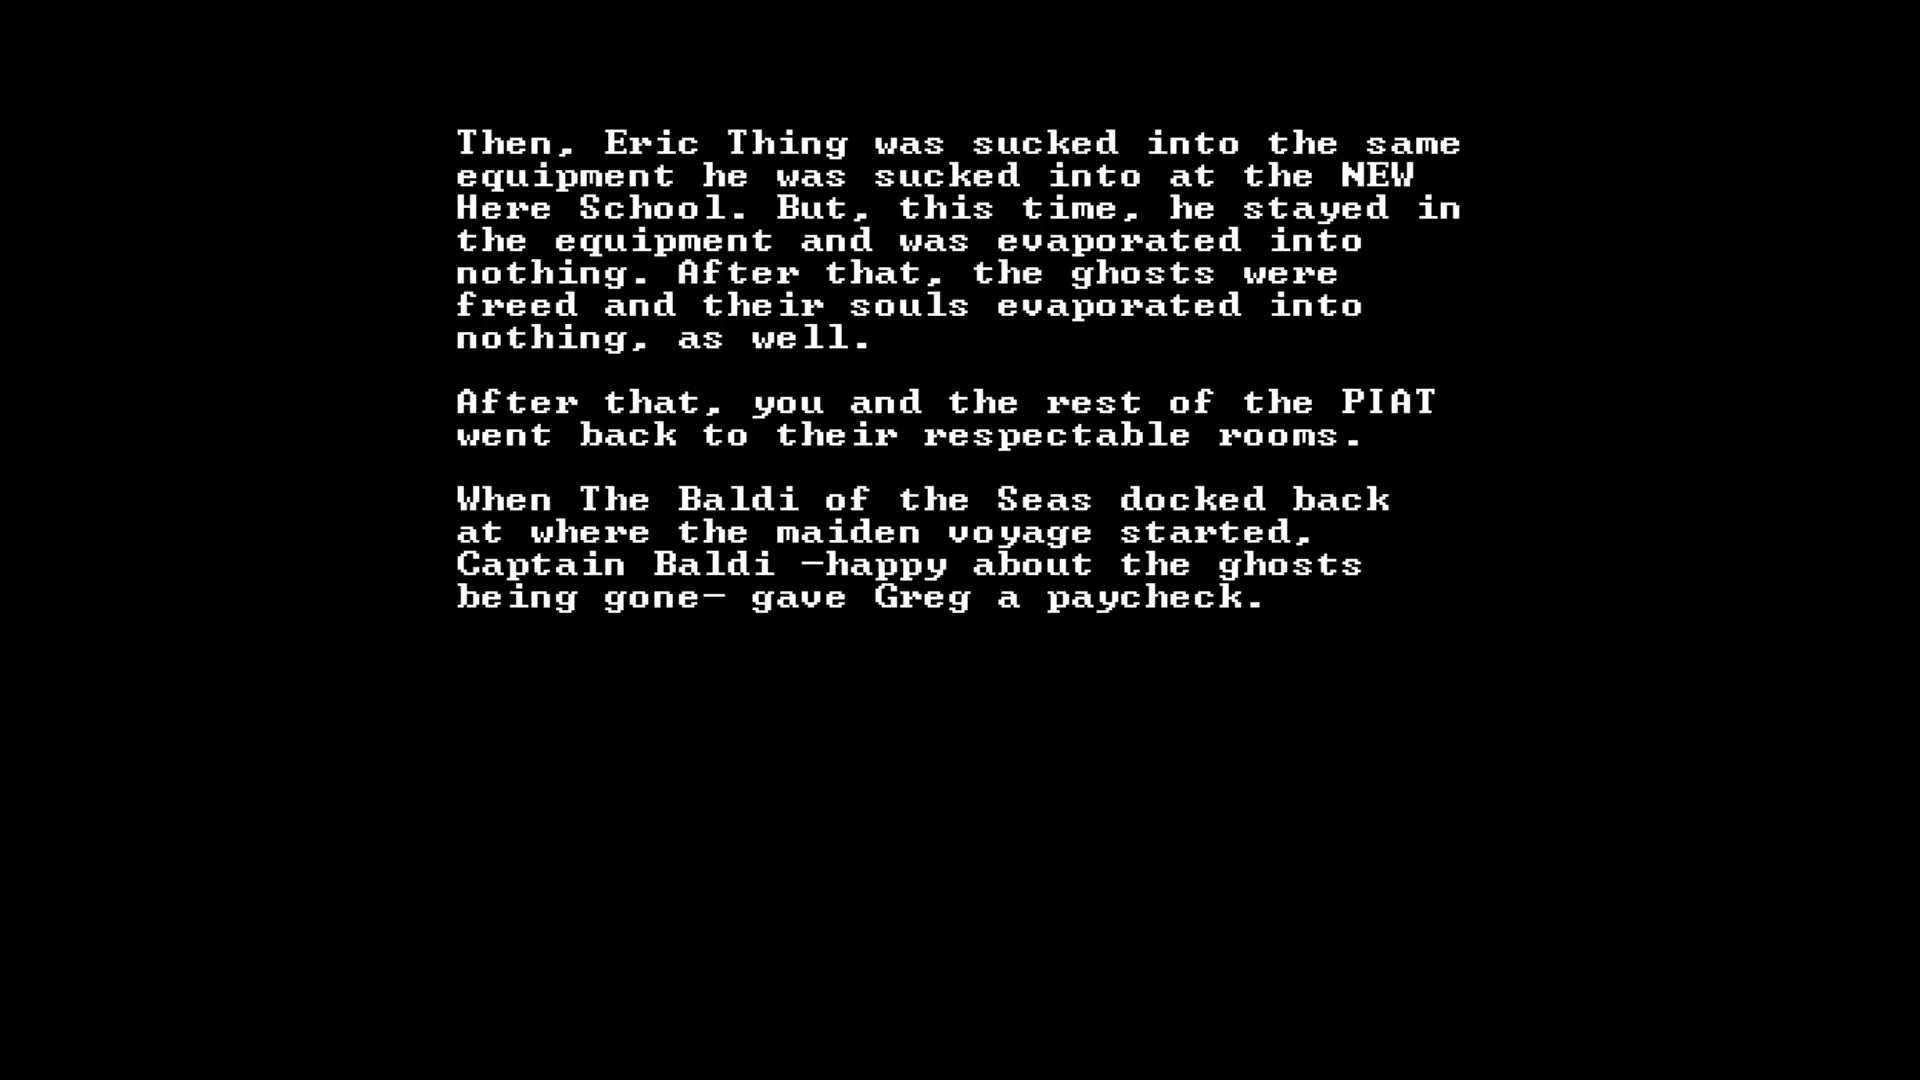 Then, Eric Thing was sucked into the same
equipment he was sucked into at the NEW
Here School. But, this time, he stayed in
the equipment and was evaporated into
nothing. After that, the ghosts were
freed and their souls evaporated into
nothing, as well.

After that, you and the rest of the PIAT
went back to their respectable rooms.

When The Baldi of the Seas docked back
at where the maiden voyage started,
Captain Baldi —happy about the ghosts
being gone— gave Greg a paycheck.